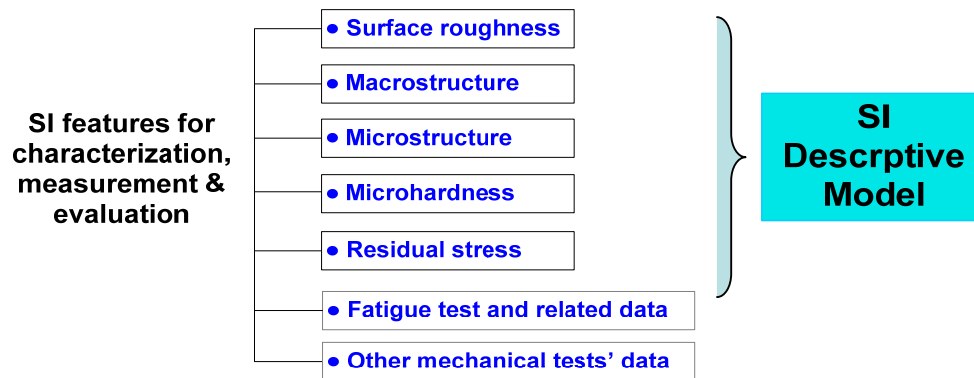 SI features for
characterization,
measurement &
evaluation
• Surface roughness
• Macrostructure
• Microstructure
• Microhardness
• Residual stress
• Fatigue test and related data
• Other mechanical tests’ data
SI
Descrptive
Model